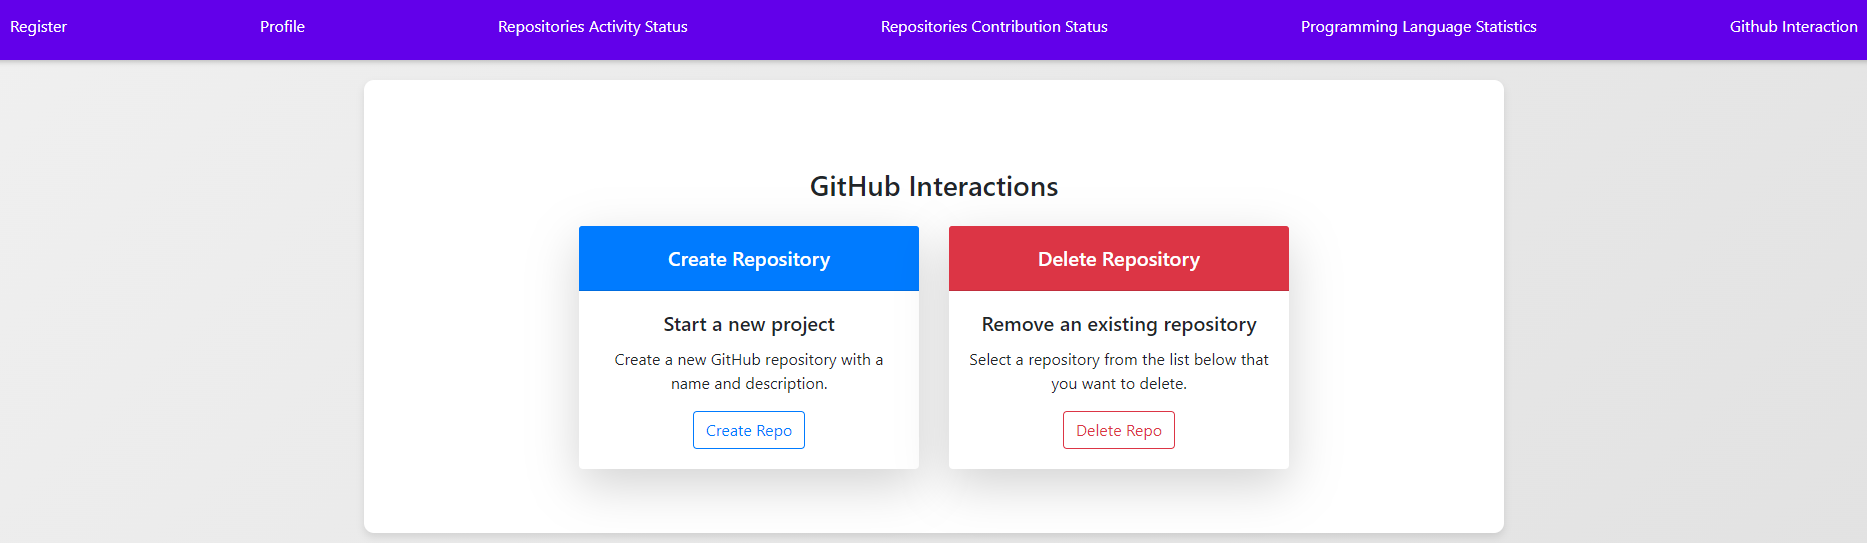 Register Profile Repositories Activity Status Repositories Contribution Status Programming Language Statistics Github Interaction
GitHub Interactions
Create Repository
Start a new project
Create a new GitHub repository with a
name and description.
Create Repo
Delete Repository
Remove an existing repository
Select a repository from the list below that
you want to delete.
Delete Repo